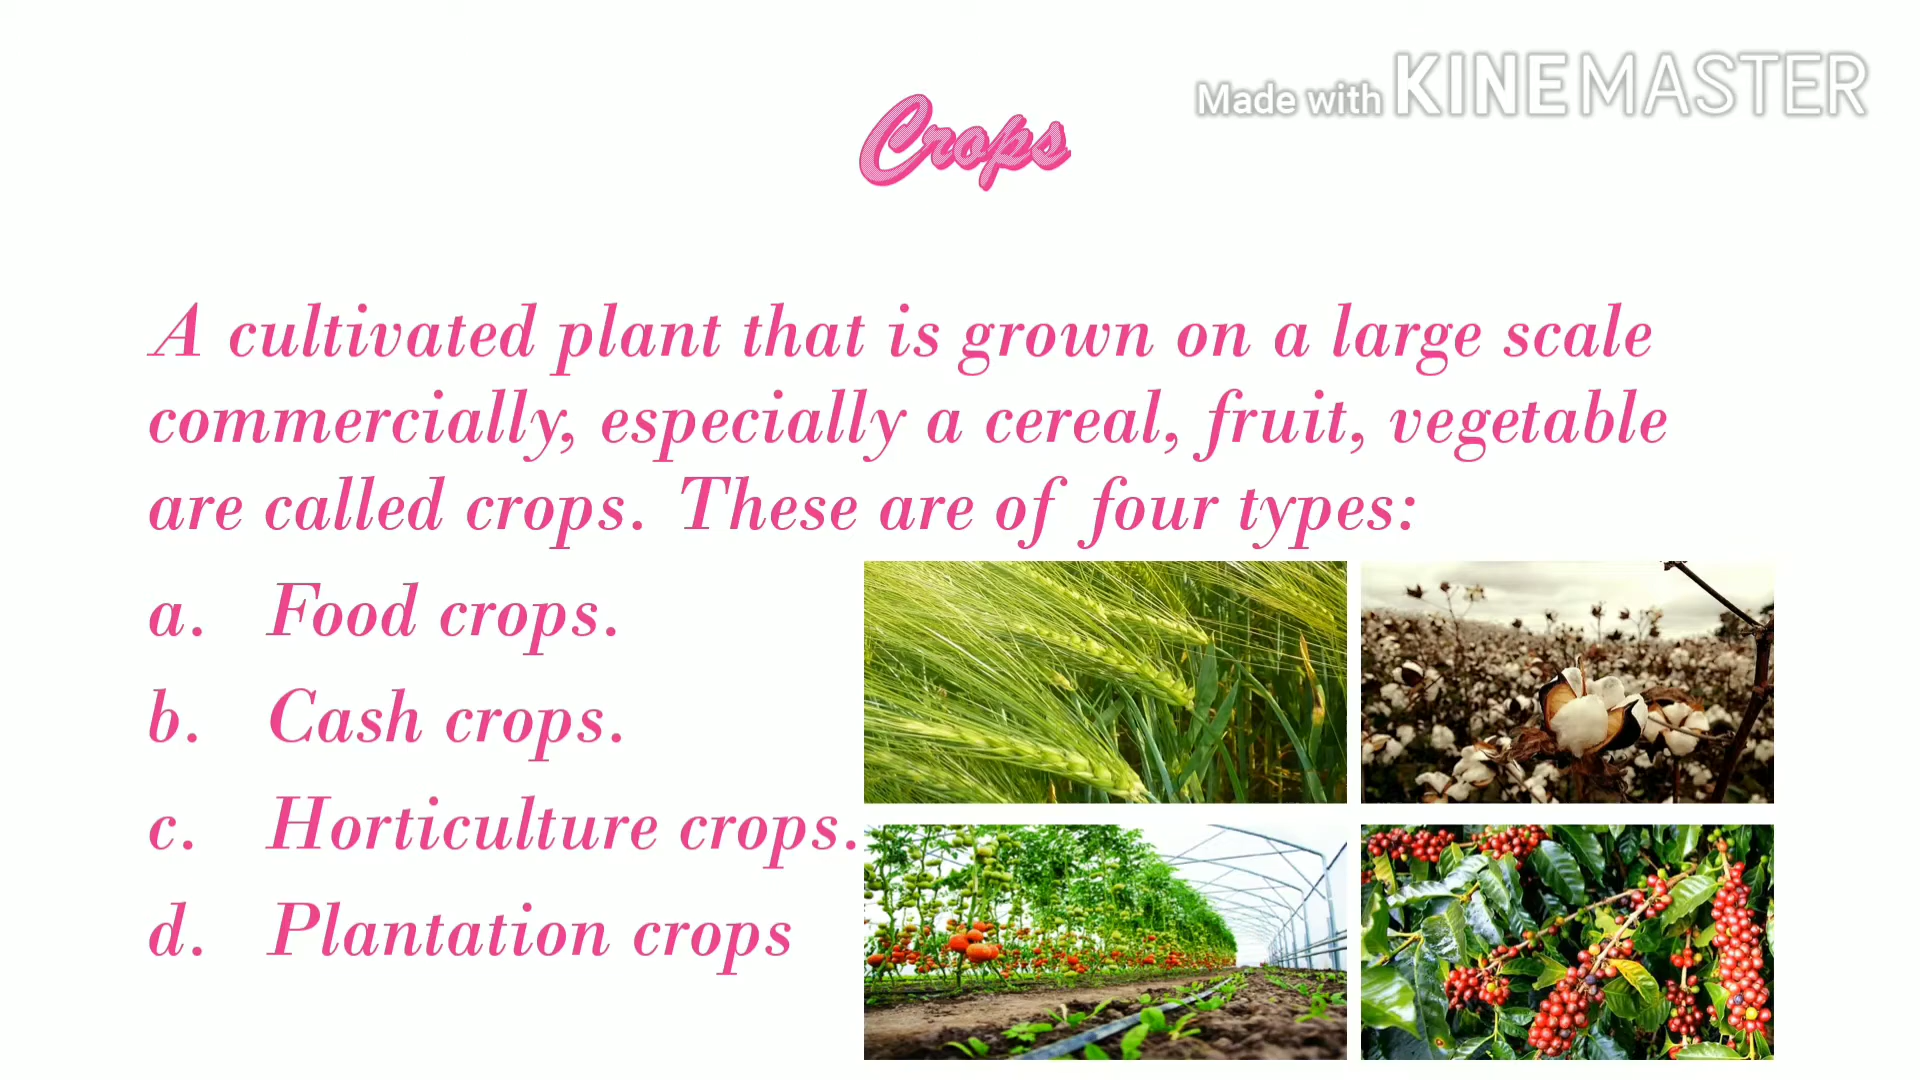 Made with KINEMASTER
Crops
A cultivated plant that is grown on a large scale
commercially, especially a cereal, fruit, vegetable
are called crops. These are of four types:
a. Food crops.
b. Cash crops.
c. Horticulture crops.
d. Plantation crops